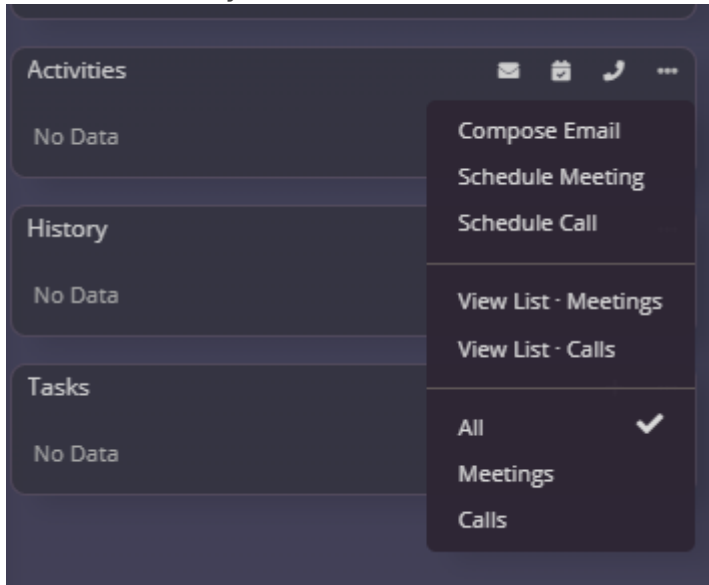 Activities
No Data
Compose Email
Schedule Meeting
Schedule Call
History
No Data
View List · Meetings
View List · Calls
Tasks
No Data
All
Meetings
Calls